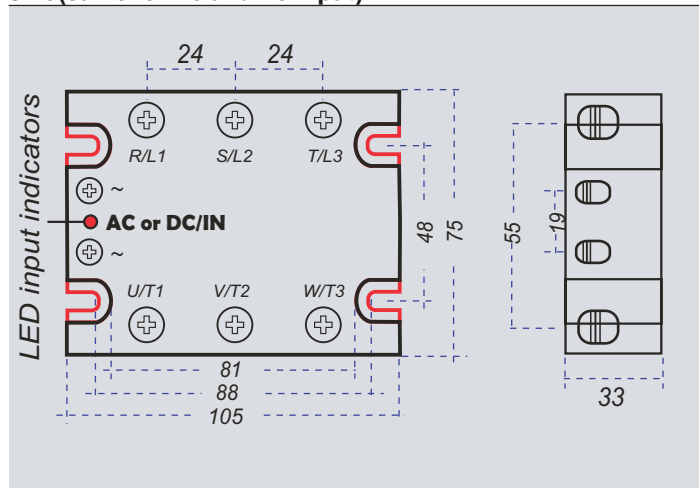 24 24
LED input indicators
R/L1 S/L2 T/L3
~
AC or DC/IN
~
48
75
55
19
U/T1 V/T2 W/T3
81
88
105
33